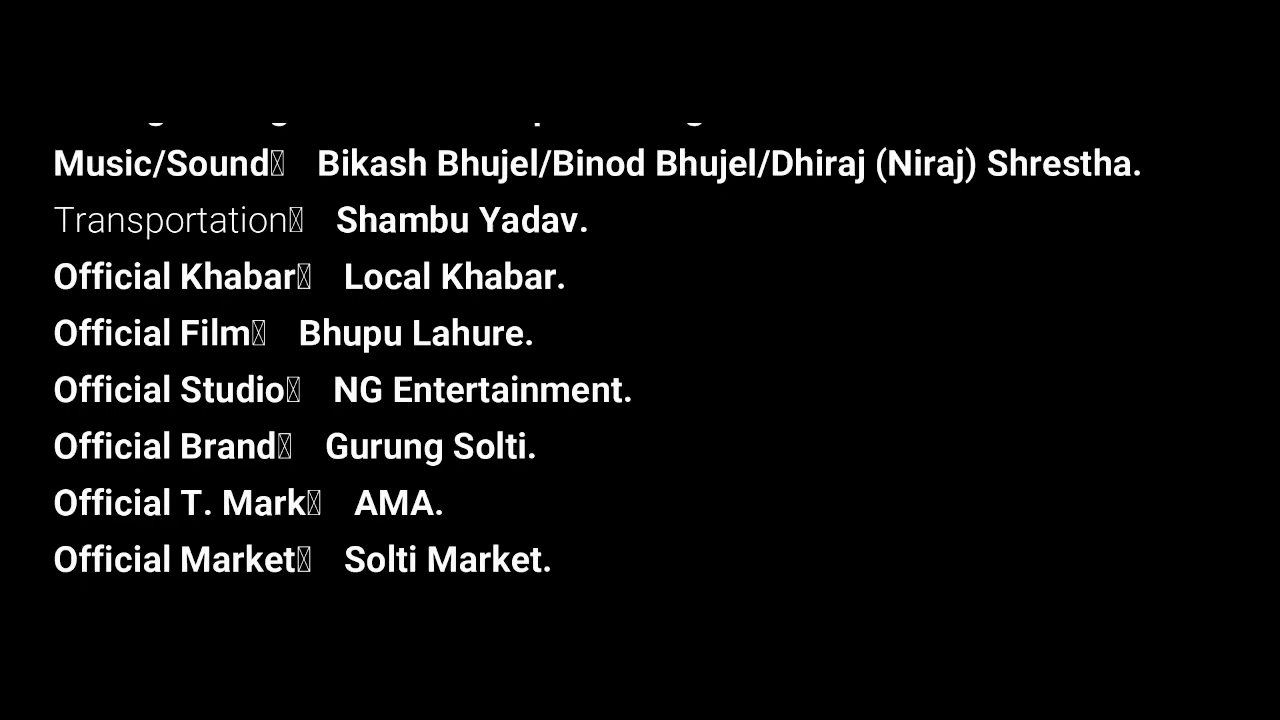 Music/Sound Bikash Bhujel/Binod Bhujel/Dhiraj (Niraj) Shrestha.
Transportation Shambu Yadav.
Official Khabar Local Khabar.
Official Film Bhupu Lahure.
Official Studio NG Entertainment.
Official Brand Gurung Solti.
Official T. Mark AMA.
Official Market Solti Market.